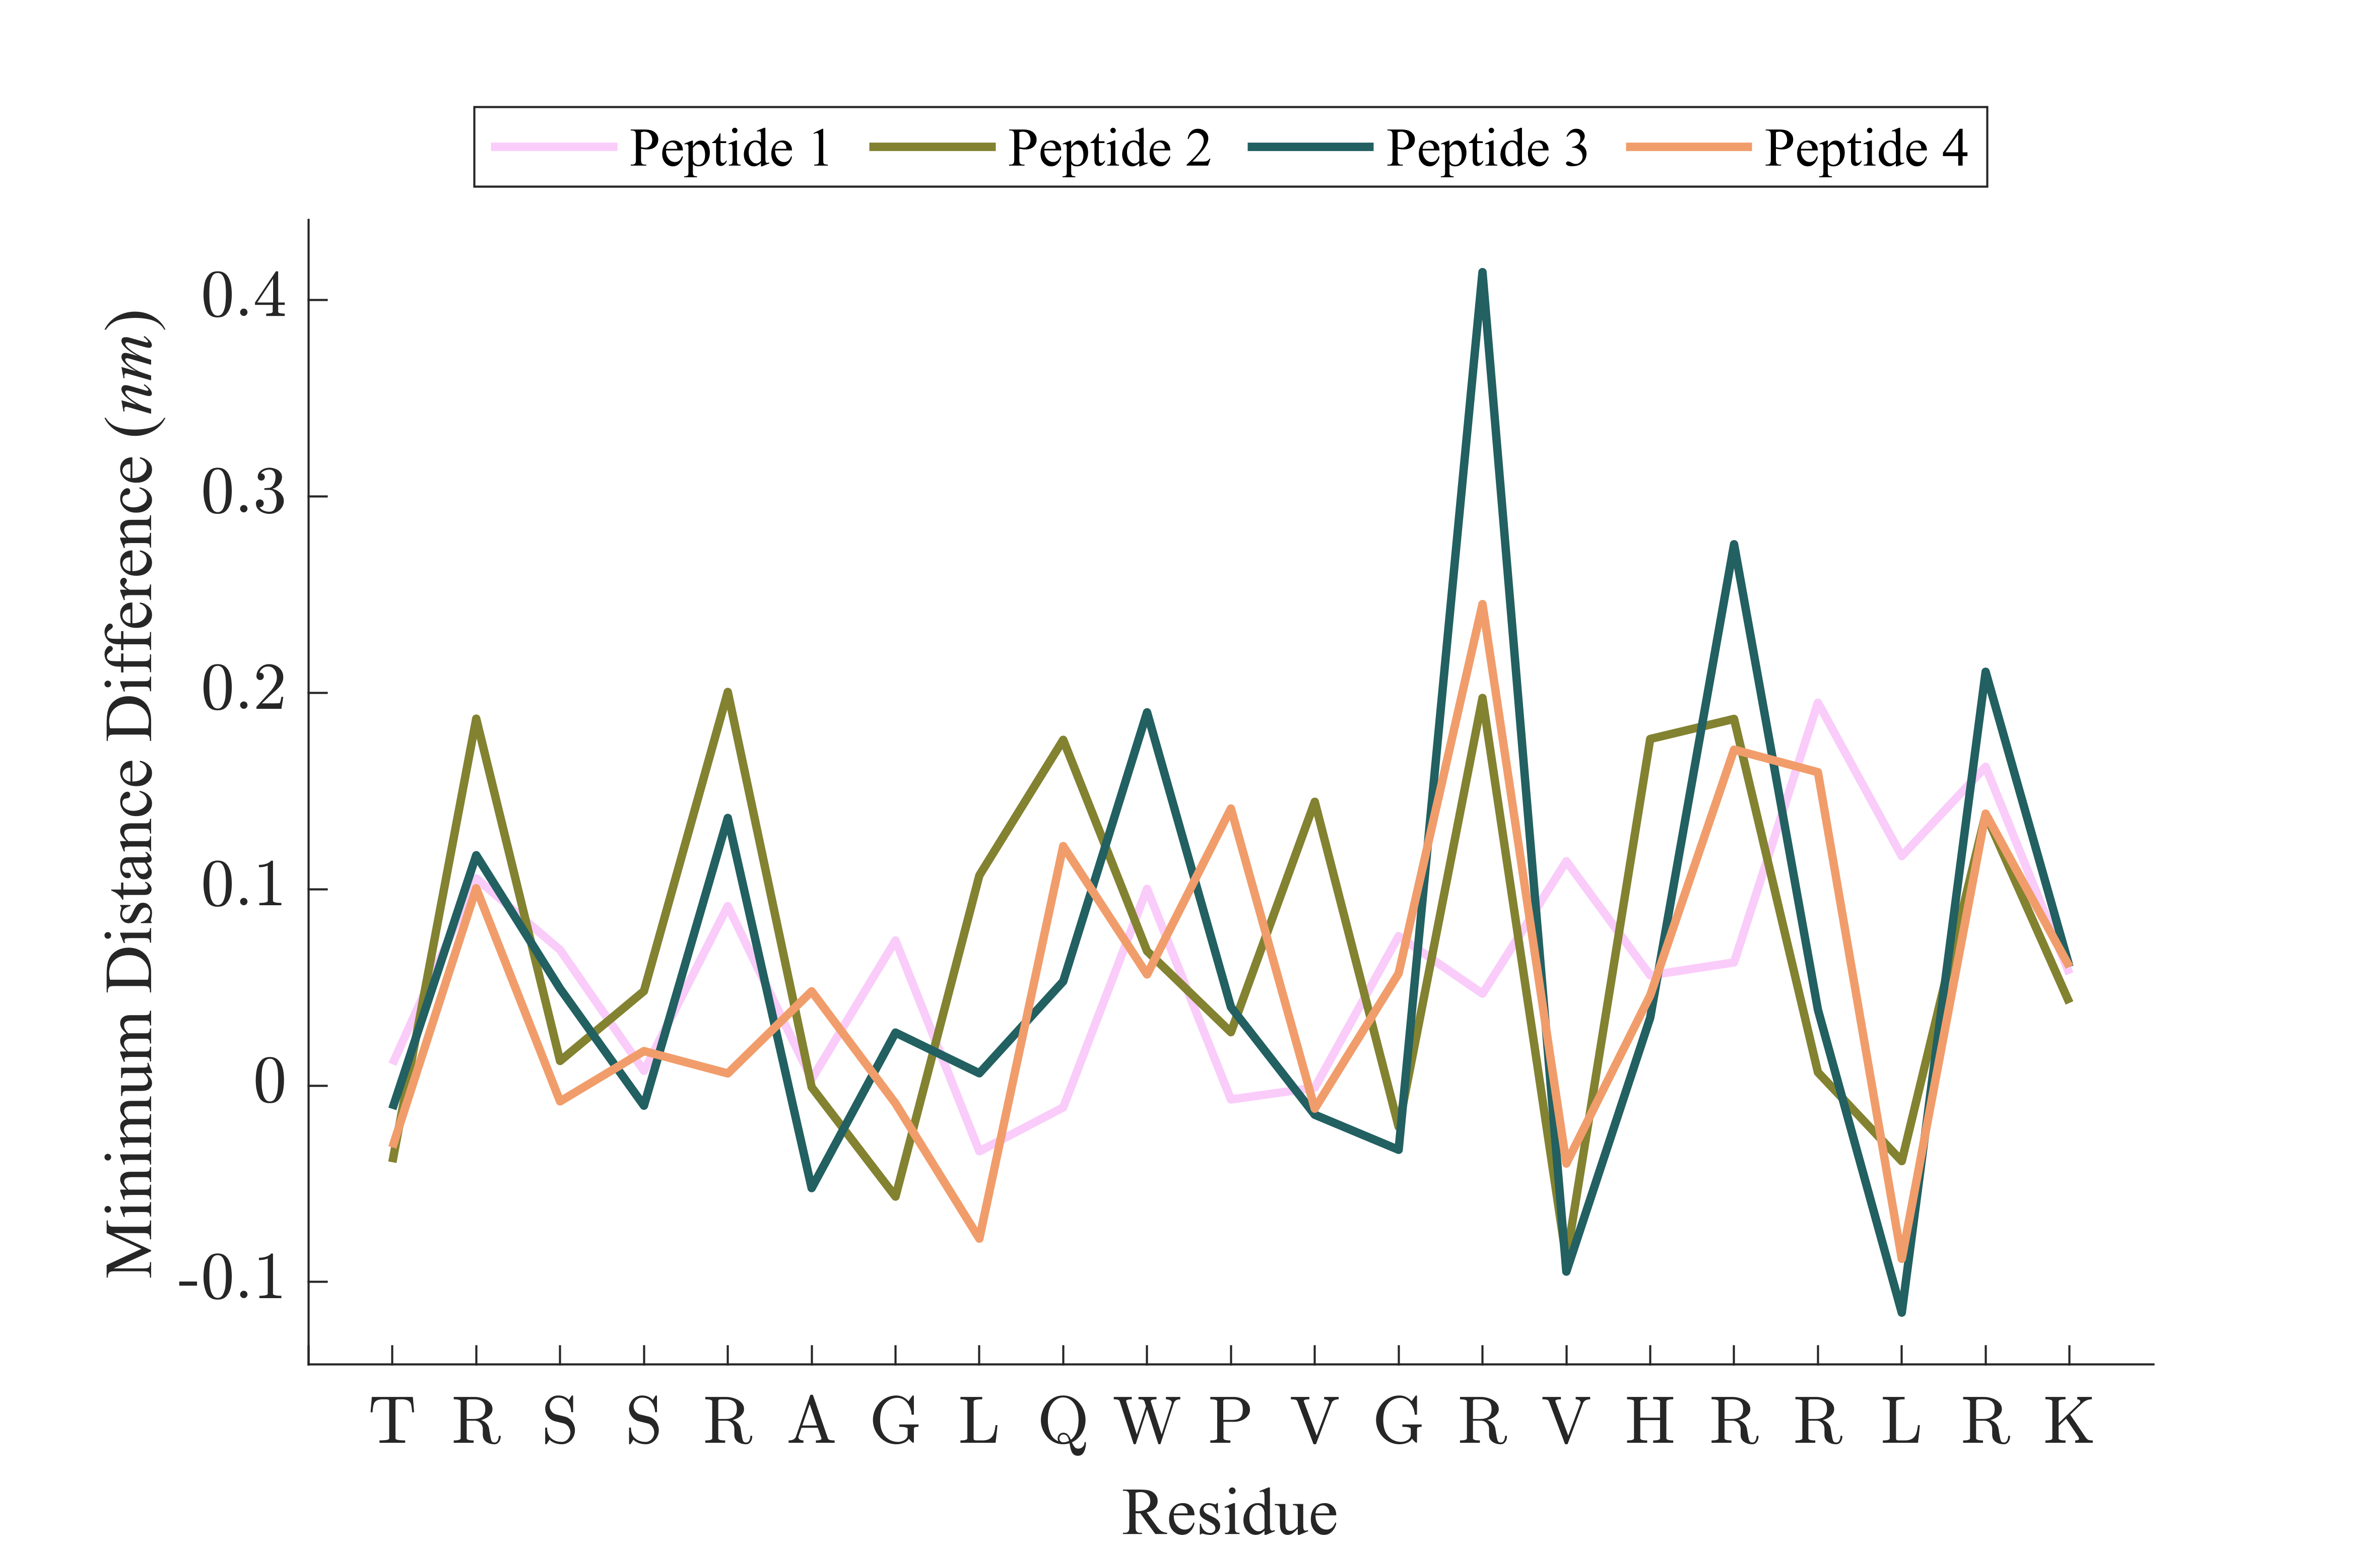 Peptide 1 Peptide 2 Peptide 3 Peptide 4
Minimum Distance Difference (nm)
0.4
0.3
0.2
0.1
0
-0.1
T R S S R A G L Q W P V G R V H R R L R K
Residue